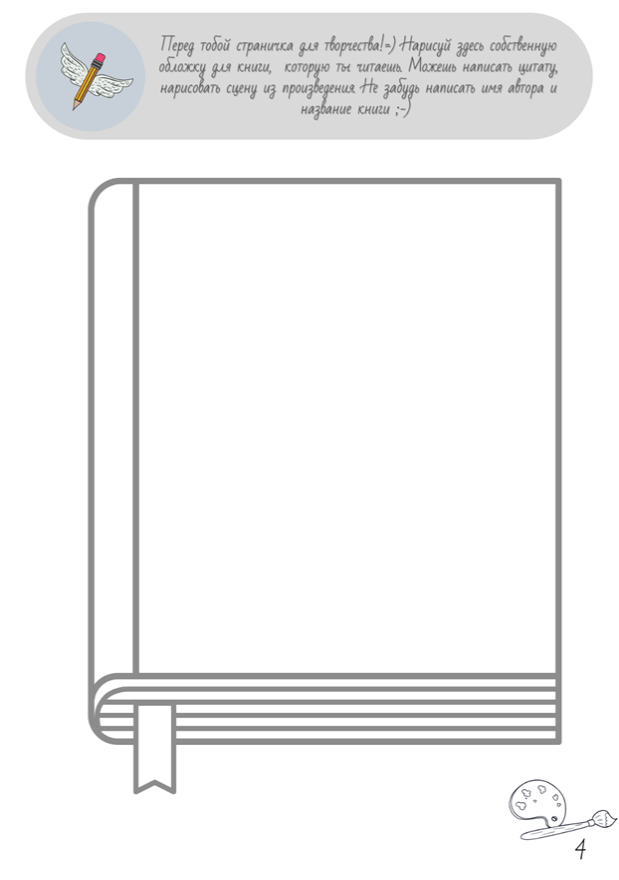 Перед тобой страничка для творчества!=) Нарисуй здесь собственную
обложку для книги, которую ты читаешь. Можешь написать цитату,
нарисовать сцену из произведения. Не забудь написать имя автора и
название книги ;-)
4